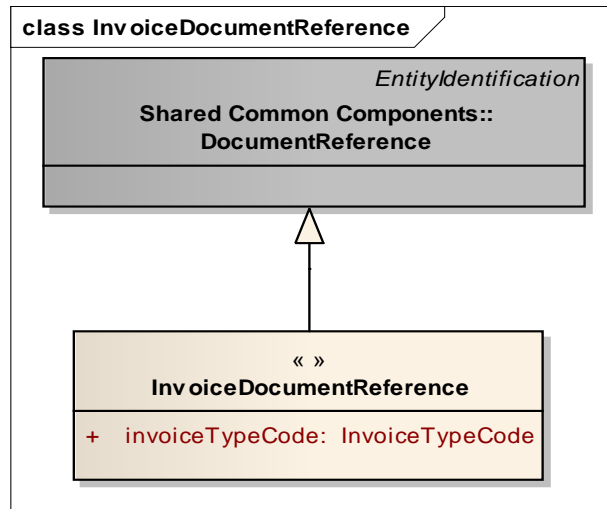 class InvoiceDocumentReference
EntityIdentification
Shared Common Components::
DocumentReference
« »
InvoiceDocumentReference
+ invoiceTypeCode: InvoiceTypeCode